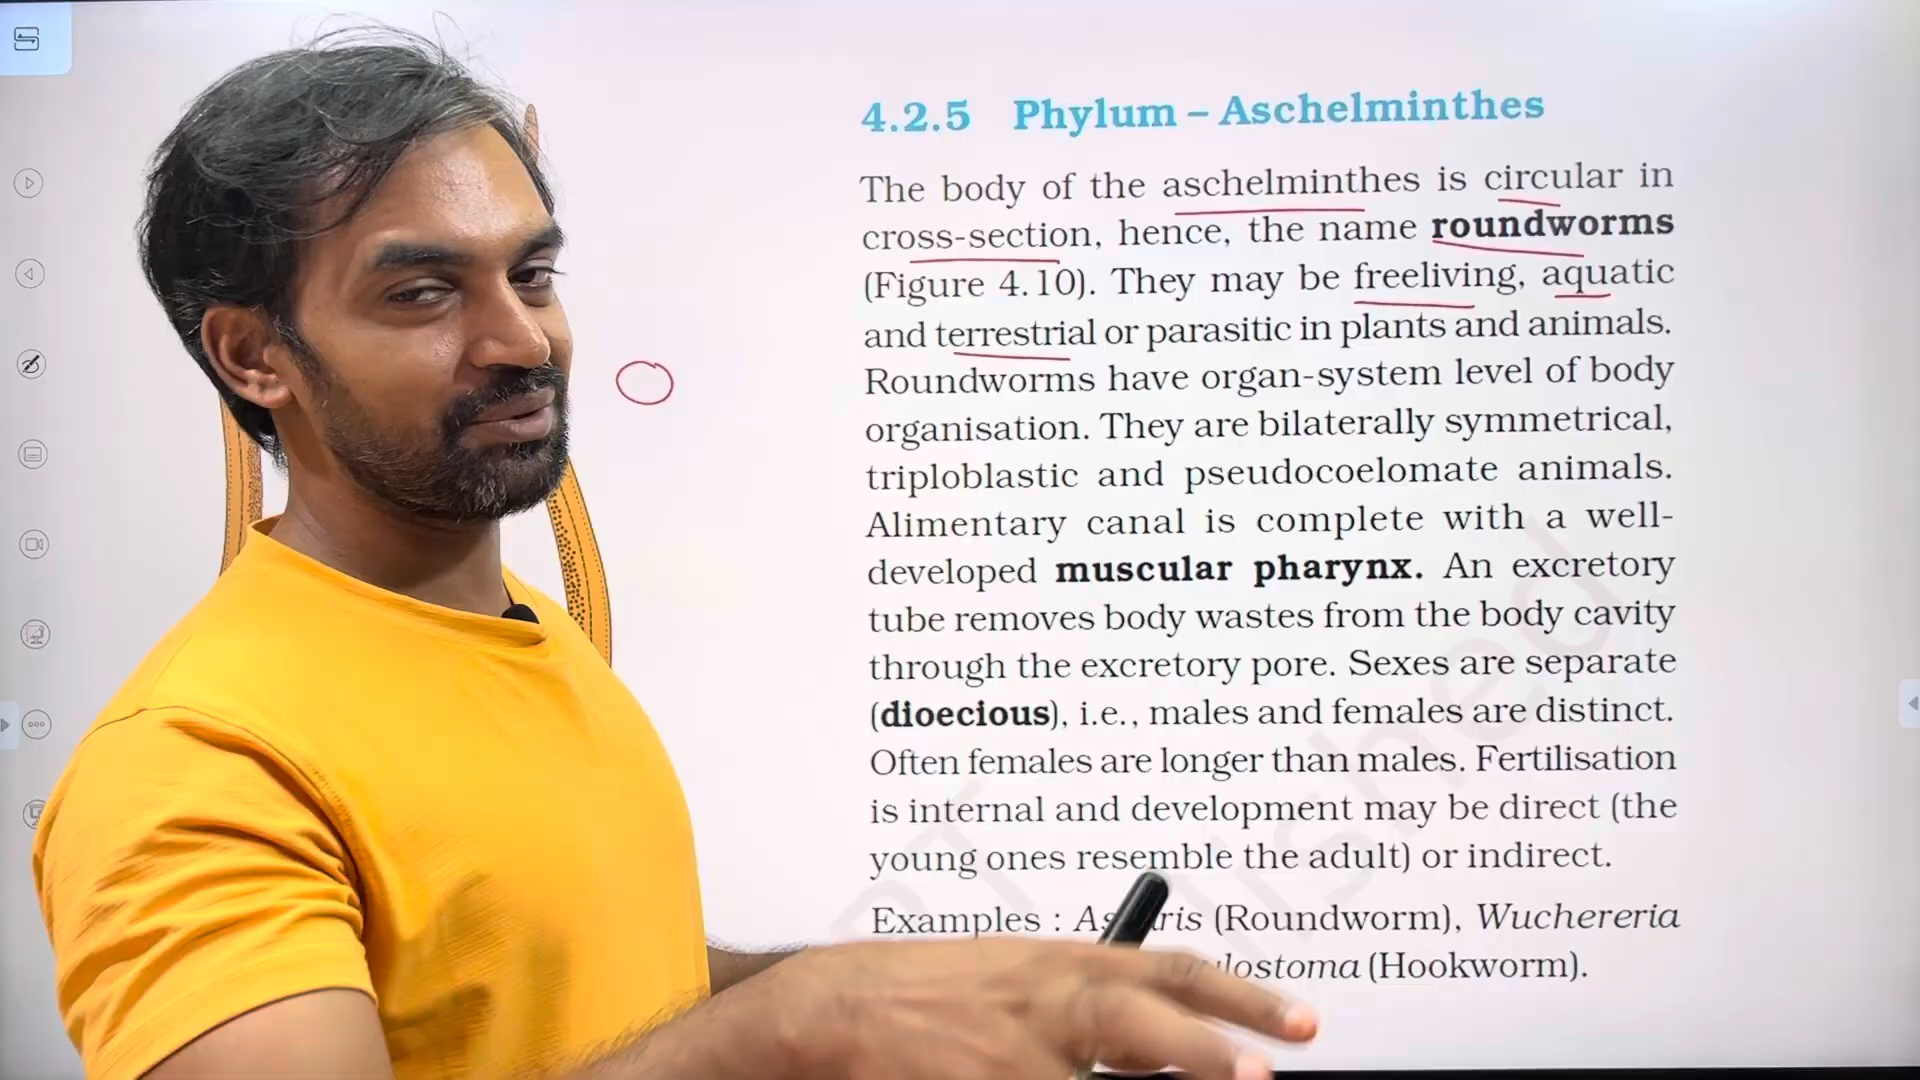 4.2.5 Phylum – Aschelminthes
The body of the aschelminthes is circular in
cross-section, hence, the name roundworms
(Figure 4.10). They may be freeliving, aquatic
and terrestrial or parasitic in plants and animals.
Roundworms have organ-system level of body
organisation. They are bilaterally symmetrical,
triploblastic and pseudocoelomate animals.
Alimentary canal is complete with a well-
developed muscular pharynx. An excretory
tube removes body wastes from the body cavity
through the excretory pore. Sexes are separate
(dioecious), i.e., males and females are distinct.
Often females are longer than males. Fertilisation
is internal and development may be direct (the
young ones resemble the adult) or indirect.
Examples : (Roundworm), Wuchereria
(Hookworm).